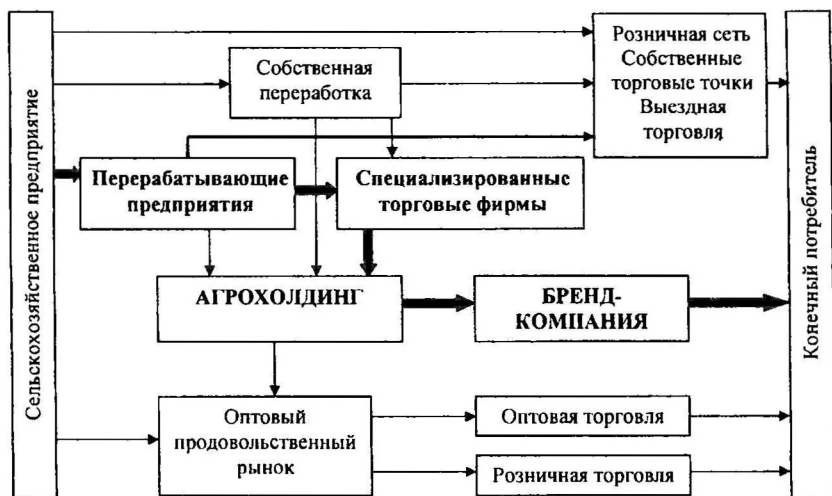 Сельскохозяйственное предприятие
Розничная сеть
Собственные
торговые точки
Выездная
торговля
Собственная
переработка
Перерабатывающие
предприятия
Специализированные
торговые фирмы
АГРОХОЛДИНГ
БРЕНД-
КОМПАНИЯ
Оптовый
продовольственный
рынок
Оптовая торговля
Розничная торговля
Конечный потребитель